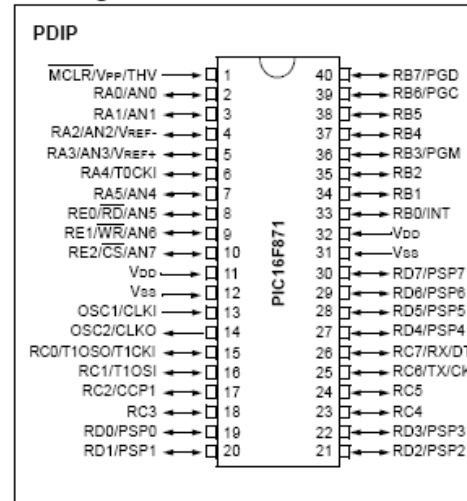 PDIP
MCLR/VPP/THV 1 40 RB7/PGD
RA0/AN0 2 39 RB6/PGC
RA1/AN1 3 38 RB5
RA2/AN2/VREF- 4 37 RB4
RA3/AN3/VREF+ 5 36 RB3/PGM
RA4/T0CKI 6 35 RB2
RA5/AN4 7 34 RB1
RE0/RD/AN5 8 33 RB0/INT
RE1/WR/AN6 9 32 VDD
RE2/CS/AN7 10 31 VSS
VDD 11 30 RD7/PSP7
VSS 12 29 RD6/PSP6
OSC1/CLKI 13 28 RD5/PSP5
OSC2/CLKO 14 27 RD4/PSP4
RC0/T1OSO/T1CKI 15 26 RC7/RX/DT
RC1/T1OSI 16 25 RC6/TX/CK
RC2/CCP1 17 24 RC5
RC3 18 23 RC4
RD0/PSP0 19 22 RD3/PSP3
RD1/PSP1 20 21 RD2/PSP2
PIC16F871